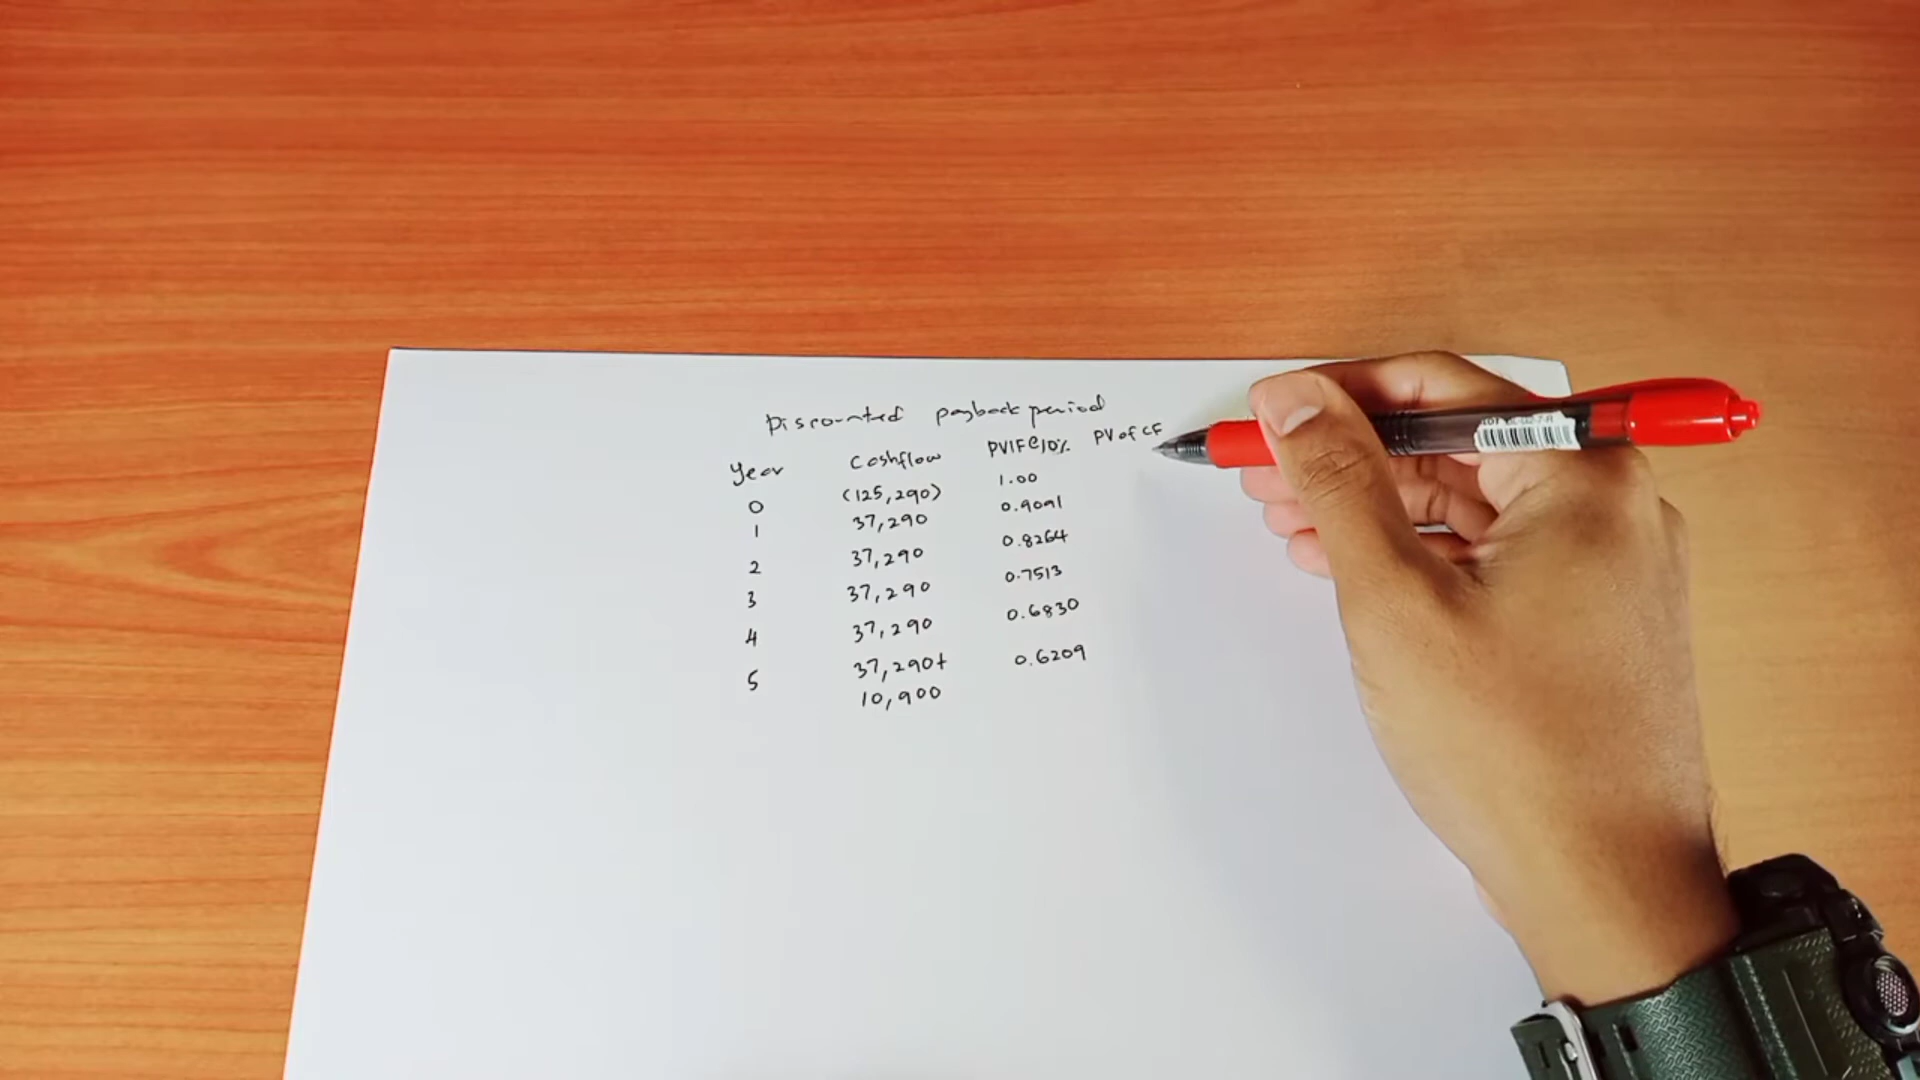 Discounted payback period
Year Cashflow PVIF@10% PV of CF
0 (125,290) 1.00
1 37,290 0.9091
2 37,290 0.8264
3 37,290 0.7513
4 37,290 0.6830
5 37,290+ 0.6209
10,900